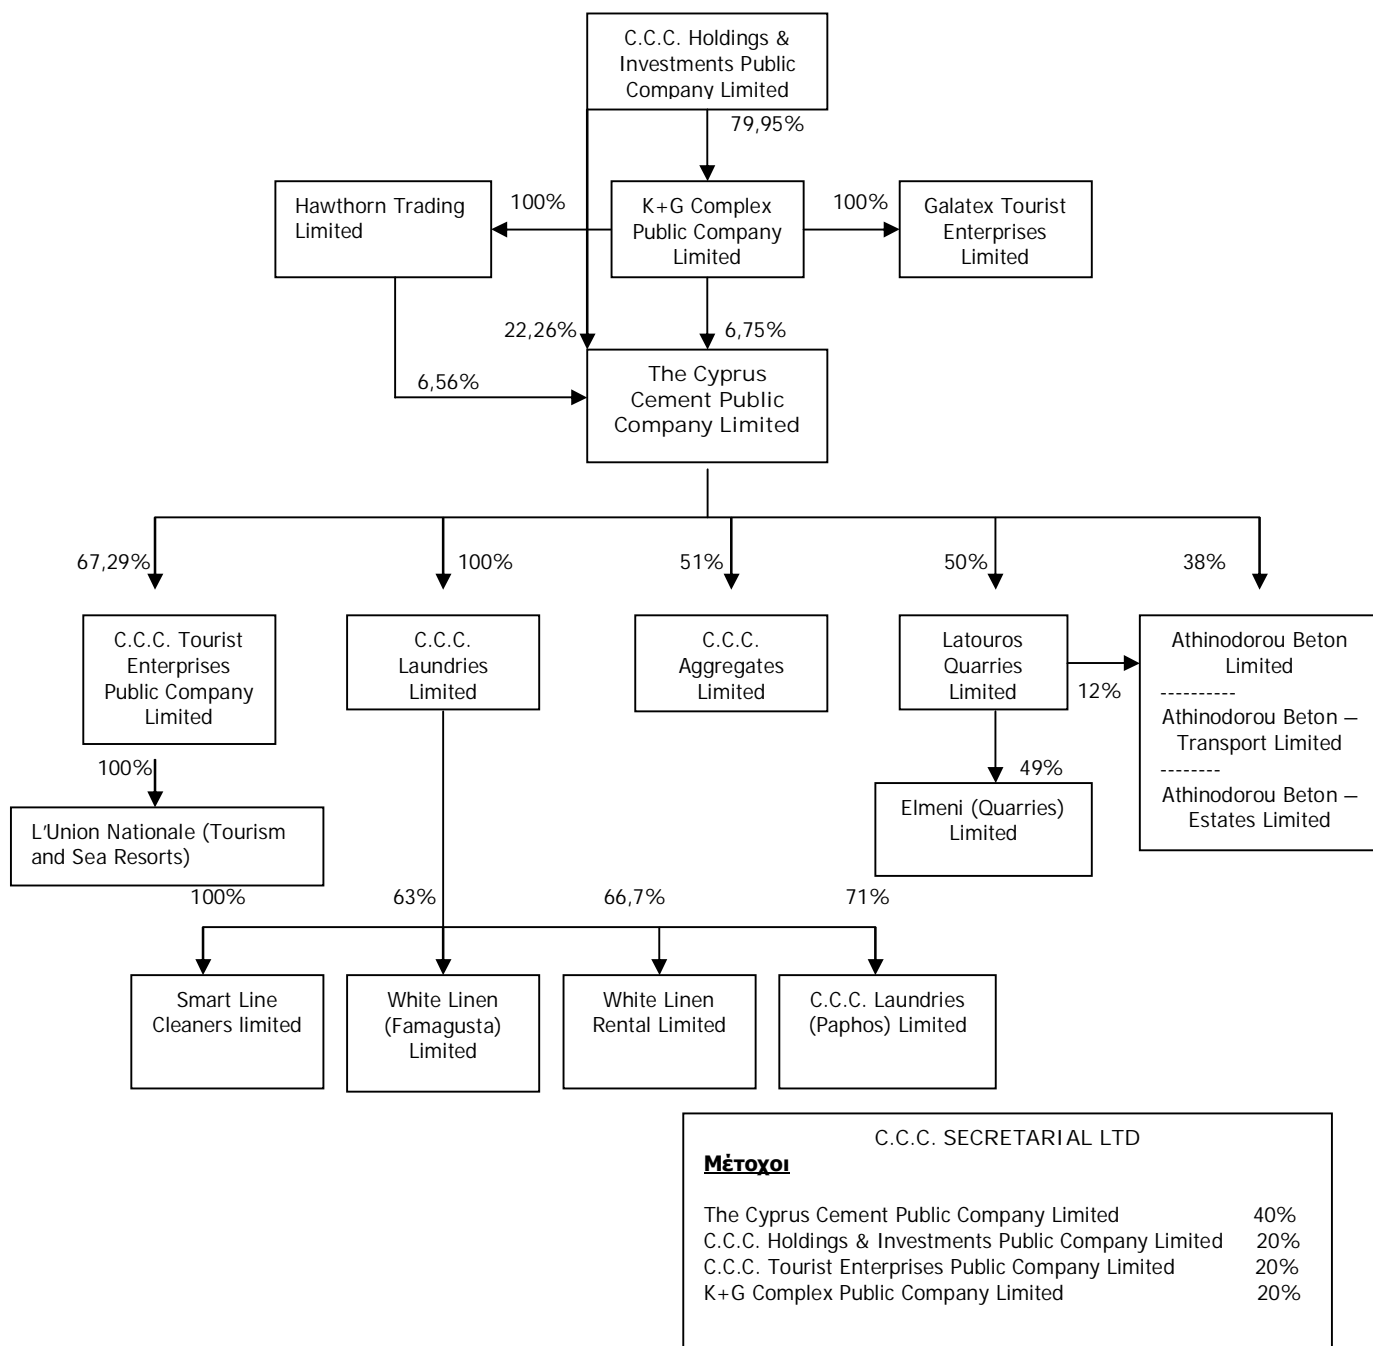 C.C.C. Holdings &
Investments Public
Company Limited
79,95%
Hawthorn Trading
Limited
100%
K+G Complex
Public Company
Limited
100%
Galatex Tourist
Enterprises
Limited
22,26%
6,75%
6,56%
The Cyprus
Cement Public
Company Limited
67,29%
100%
51%
50%
38%
C.C.C. Tourist
Enterprises
Public Company
Limited
C.C.C.
Laundries
Limited
C.C.C.
Aggregates
Limited
Latouros
Quarries
Limited
12%
Athinodorou Beton
Limited
----------
Athinodorou Beton –
Transport Limited
--------
Athinodorou Beton –
Estates Limited
100%
49%
L'Union Nationale (Tourism
and Sea Resorts)
Elmeni (Quarries)
Limited
100%
63%
66,7%
71%
Smart Line
Cleaners limited
White Linen
(Famagusta)
Limited
White Linen
Rental Limited
C.C.C. Laundries
(Paphos) Limited
C.C.C. SECRETARIAL LTD
Μέτοχοι
The Cyprus Cement Public Company Limited 40%
C.C.C. Holdings & Investments Public Company Limited 20%
C.C.C. Tourist Enterprises Public Company Limited 20%
K+G Complex Public Company Limited 20%